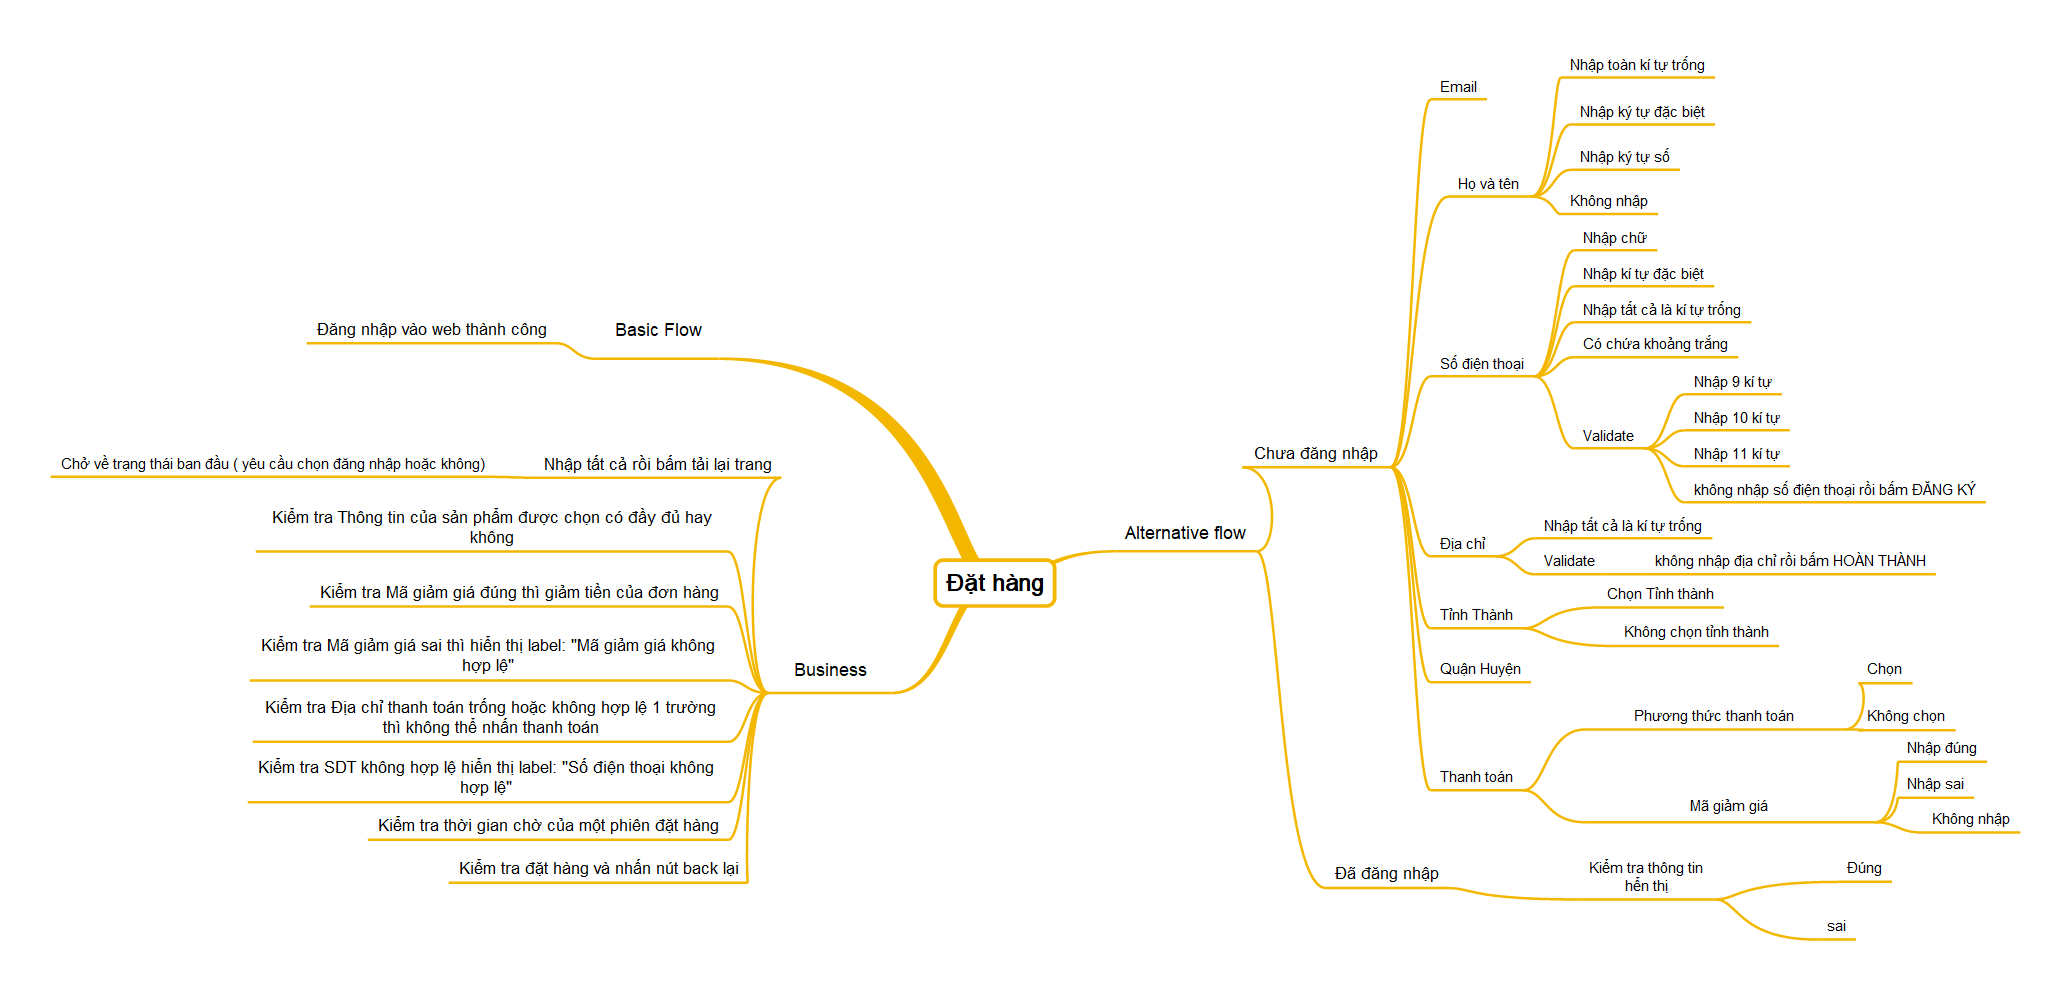 Đặt hàng
Basic Flow
Đăng nhập vào web thành công
Business
Nhập tất cả rồi bấm tải lại trang
Chở về trạng thái ban đầu ( yêu cầu chọn đăng nhập hoặc không)
Kiểm tra Thông tin của sản phẩm được chọn có đầy đủ hay
không
Kiểm tra Mã giảm giá đúng thì giảm tiền của đơn hàng
Kiểm tra Mã giảm giá sai thì hiển thị label: "Mã giảm giá không
hợp lệ"
Kiểm tra Địa chỉ thanh toán trống hoặc không hợp lệ 1 trường
thì không thể nhấn thanh toán
Kiểm tra SDT không hợp lệ hiển thị label: "Số điện thoại không
hợp lệ"
Kiểm tra thời gian chờ của một phiên đặt hàng
Kiểm tra đặt hàng và nhấn nút back lại
Alternative flow
Chưa đăng nhập
Email
Họ và tên
Nhập toàn kí tự trống
Nhập ký tự đặc biệt
Nhập ký tự số
Không nhập
Số điện thoại
Nhập chữ
Nhập kí tự đặc biệt
Nhập tất cả là kí tự trống
Có chứa khoảng trắng
Validate
Nhập 9 kí tự
Nhập 10 kí tự
Nhập 11 kí tự
không nhập số điện thoại rồi bấm ĐĂNG KÝ
Địa chỉ
Nhập tất cả là kí tự trống
Validate
không nhập địa chỉ rồi bấm HOÀN THÀNH
Tỉnh Thành
Chọn Tỉnh thành
Không chọn tỉnh thành
Quận Huyện
Thanh toán
Phương thức thanh toán
Chọn
Không chọn
Mã giảm giá
Nhập đúng
Nhập sai
Không nhập
Đã đăng nhập
Kiểm tra thông tin
hển thị
Đúng
sai